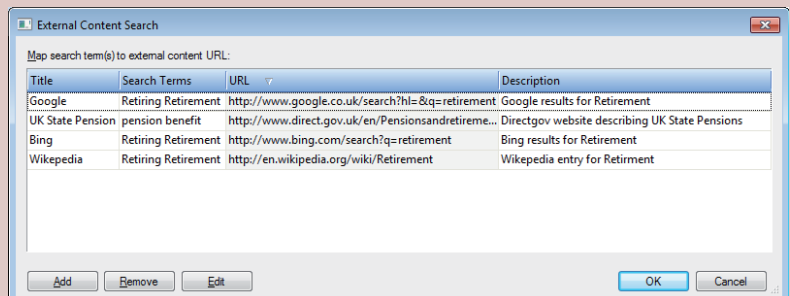 External Content Search
Map search term(s) to external content URL:
Title Search Terms URL Description
Google Retiring Retirement http://www.google.co.uk/search?hl=&q=retirement Google results for Retirement
UK State Pension pension benefit http://www.direct.gov.uk/en/Pensionsandretireme... Directgov website describing UK State Pensions
Bing Retiring Retirement http://www.bing.com/search?q=retirement Bing results for Retirement
Wikepedia Retiring Retirement http://en.wikipedia.org/wiki/Retirement Wikepedia entry for Retirment
Add Remove Edit OK Cancel